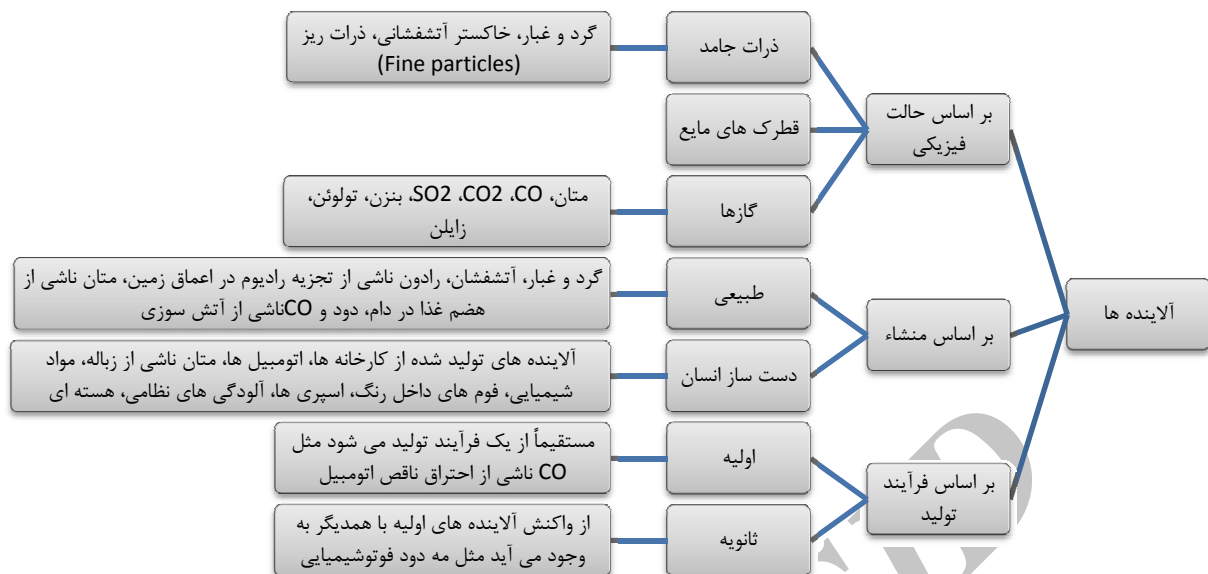 آلاینده ها
بر اساس حالت
فیزیکی
ذرات جامد
گرد و غبار، خاکستر آتشفشانی، ذرات ریز
(Fine particles)
قطرک های مایع
گازها
متان، CO، CO2، SO2، بنزن، تولوئن،
زایلن
بر اساس منشاء
طبیعی
گرد و غبار، آتشفشان، رادون ناشی از تجزیه رادیوم در اعماق زمین، متان ناشی از
هضم غذا در دام، دود و COناشی از آتش سوزی
دست ساز انسان
آلاینده های تولید شده از کارخانه ها، اتومبیل ها، متان ناشی از زباله، مواد
شیمیایی، فوم های داخل رنگ، اسپری ها، آلودگی های نظامی، هسته ای
بر اساس فرآیند
تولید
اولیه
مستقیماً از یک فرآیند تولید می شود مثل
CO ناشی از احتراق ناقص اتومبیل
ثانویه
از واکنش آلاینده های اولیه با همدیگر به
وجود می آید مثل مه دود فوتوشیمیایی